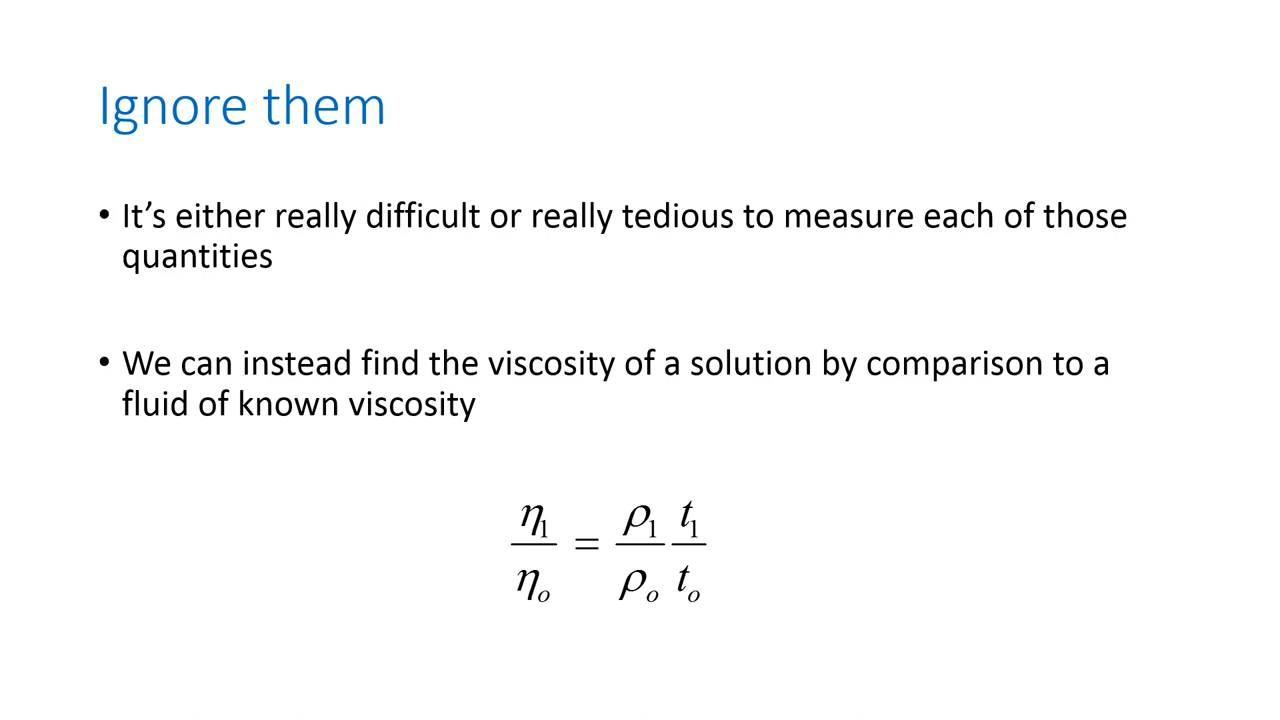 Ignore them
• It’s either really difficult or really tedious to measure each of those
quantities
• We can instead find the viscosity of a solution by comparison to a
fluid of known viscosity
η₁/ηₒ = ρ₁/ρₒ t₁/tₒ